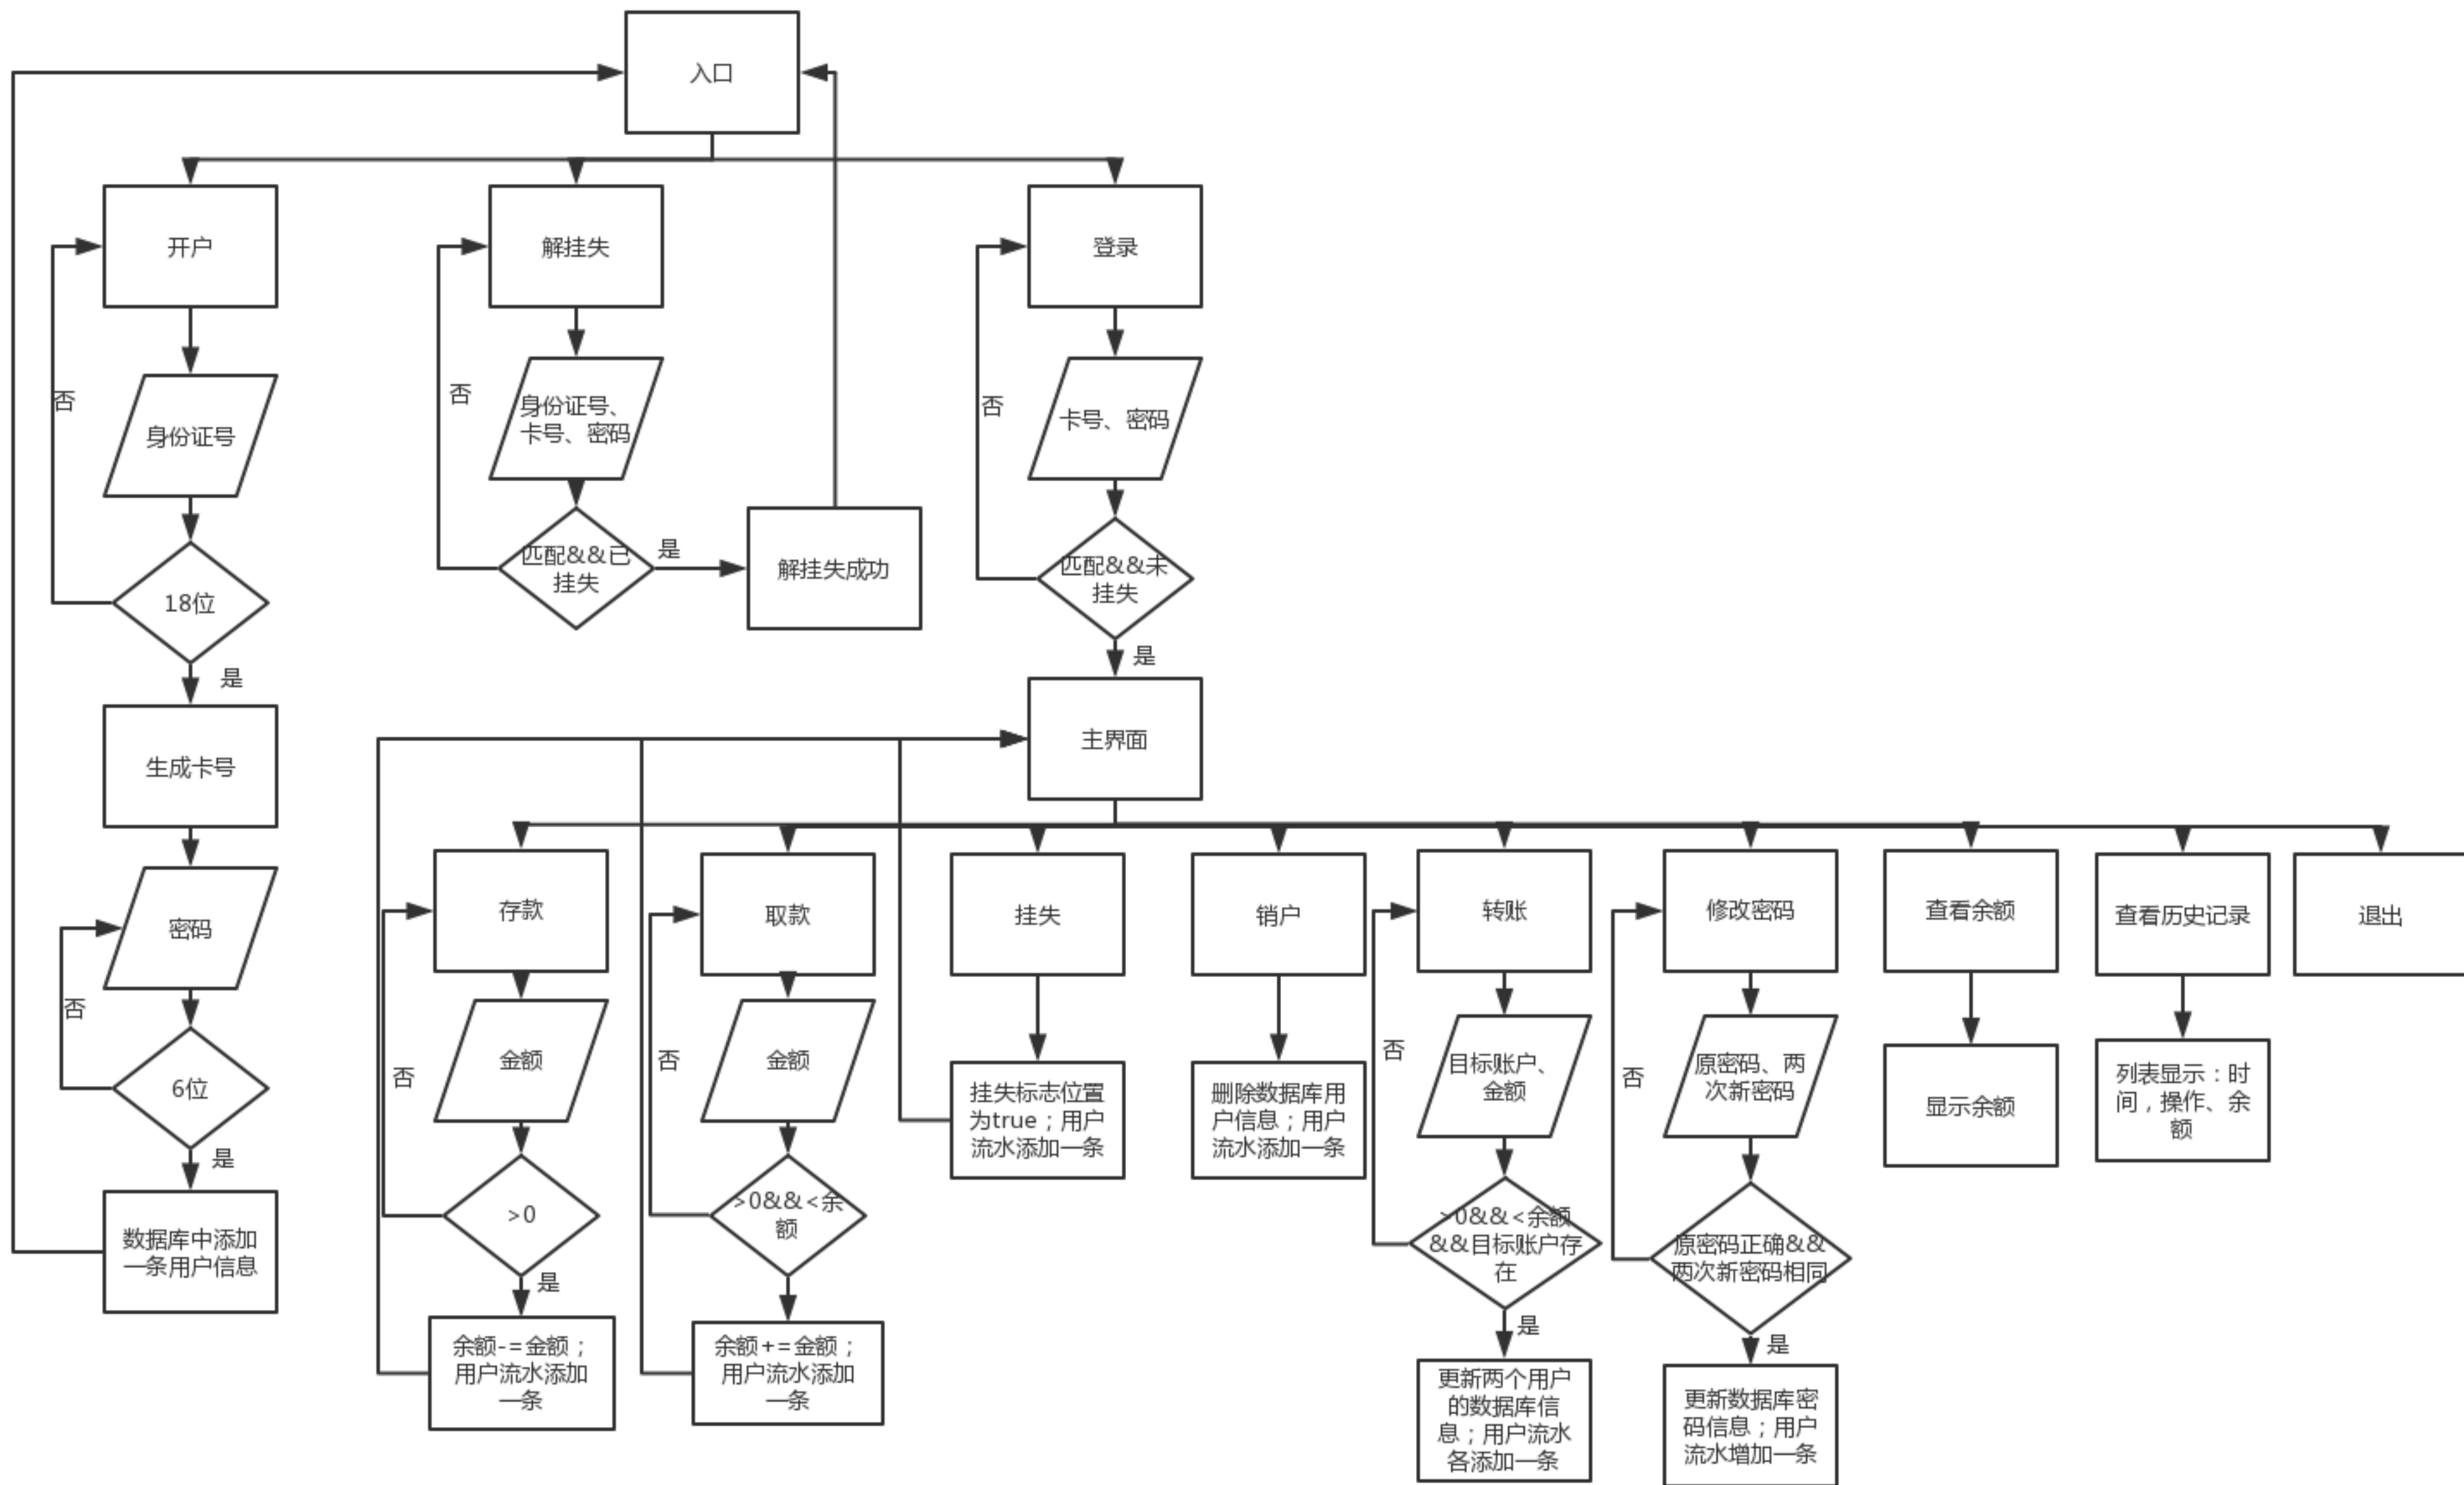 入口
开户
解挂失
登录
否
身份证号
否
身份证号、
卡号、密码
否
卡号、密码
18位
匹配&&已
挂失
是
解挂失成功
匹配&&未
挂失
是
是
生成卡号
主界面
密码
否
6位
是
数据库中添加
一条用户信息
存款
取款
挂失
销户
转账
修改密码
查看余额
查看历史记录
退出
否
金额
否
金额
挂失标志位置
为true；用户
流水添加一条
删除数据库用
户信息；用户
流水添加一条
否
目标账户、
金额
否
原密码、两
次新密码
显示余额
列表显示：时
间，操作、余
额
>0
>0&&<余
额
>0&&<余额
&&目标账户存
在
原密码正确&&
两次新密码相同
是
余额-=金额；
用户流水添加
一条
余额+=金额；
用户流水添加
一条
是
更新两个用户
的数据库信
息；用户流水
各添加一条
是
更新数据库密
码信息；用户
流水增加一条